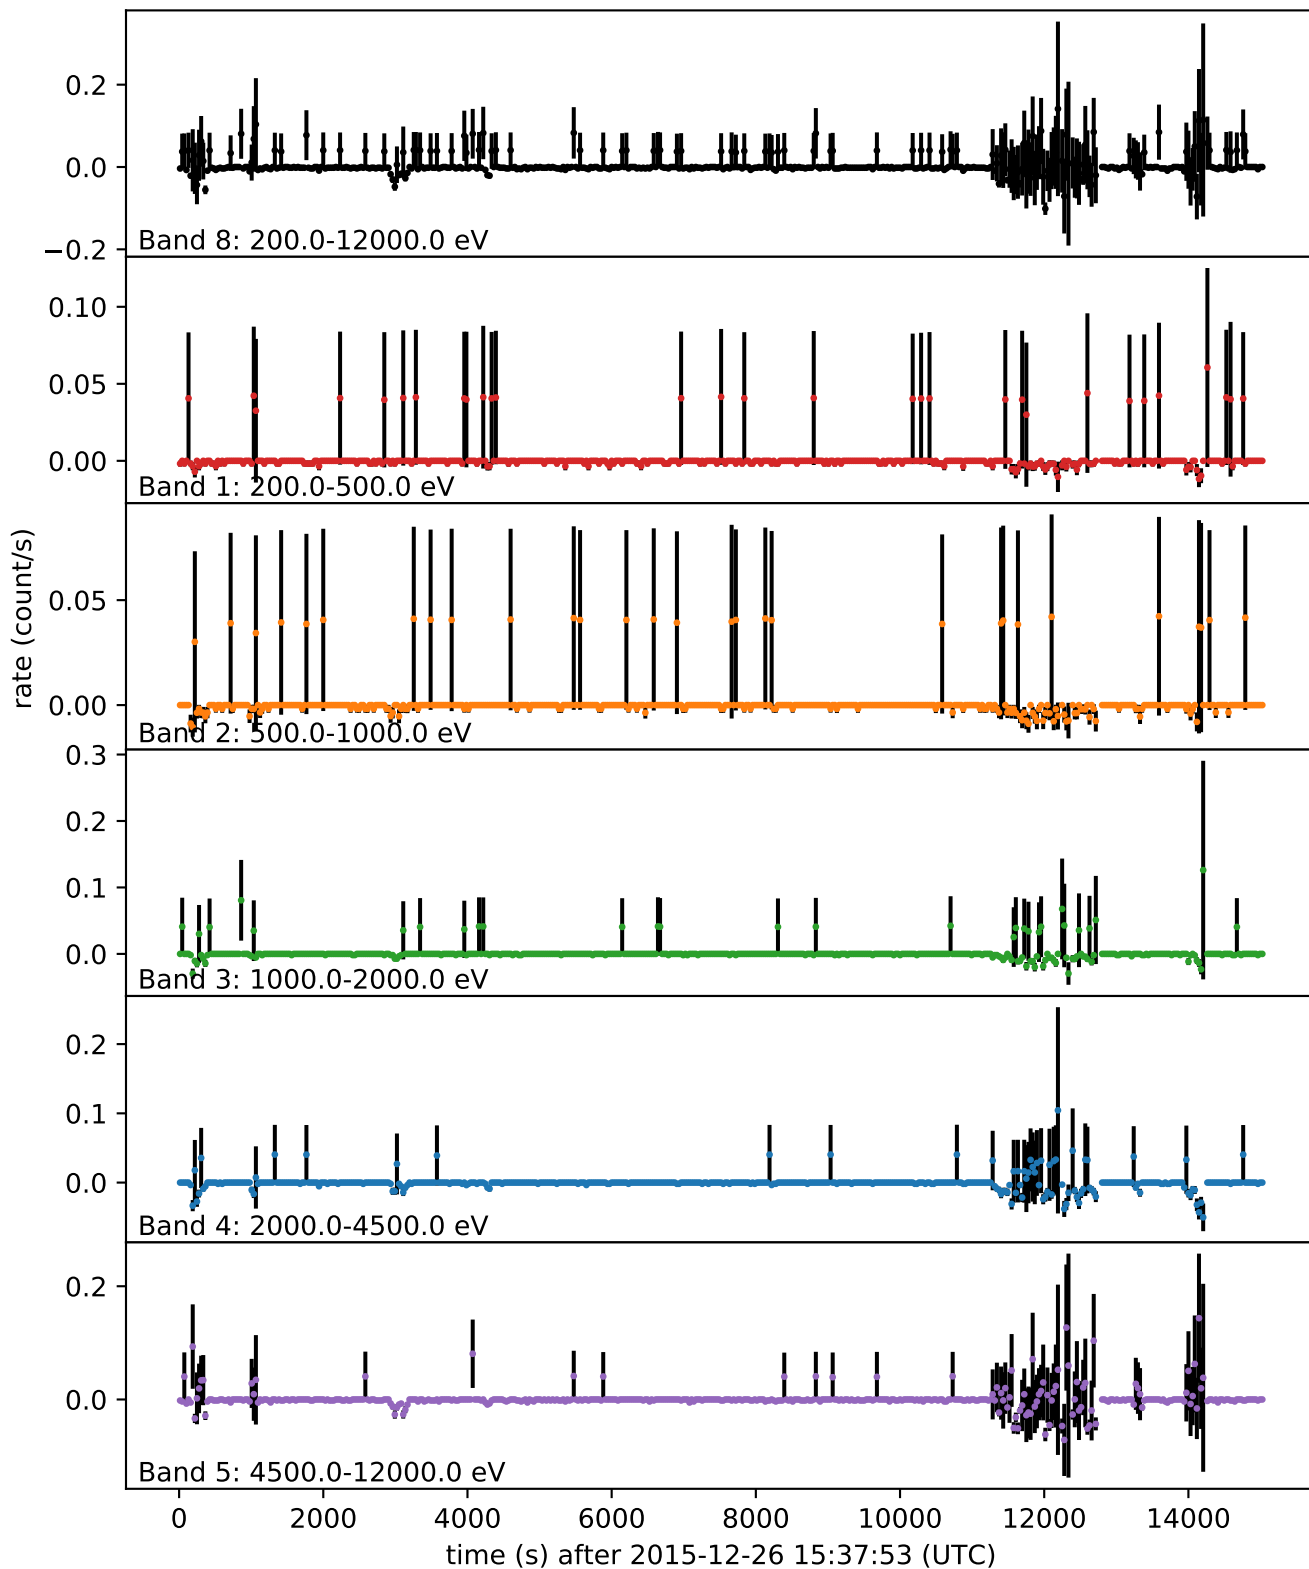 0.2
0.0
−0.2
Band 8: 200.0-12000.0 eV
0.10
0.05
0.00
Band 1: 200.0-500.0 eV
rate (count/s)
0.05
0.00
Band 2: 500.0-1000.0 eV
0.3
0.2
0.1
0.0
Band 3: 1000.0-2000.0 eV
0.2
0.1
0.0
Band 4: 2000.0-4500.0 eV
0.2
0.0
Band 5: 4500.0-12000.0 eV
0 2000 4000 6000 8000 10000 12000 14000
time (s) after 2015-12-26 15:37:53 (UTC)